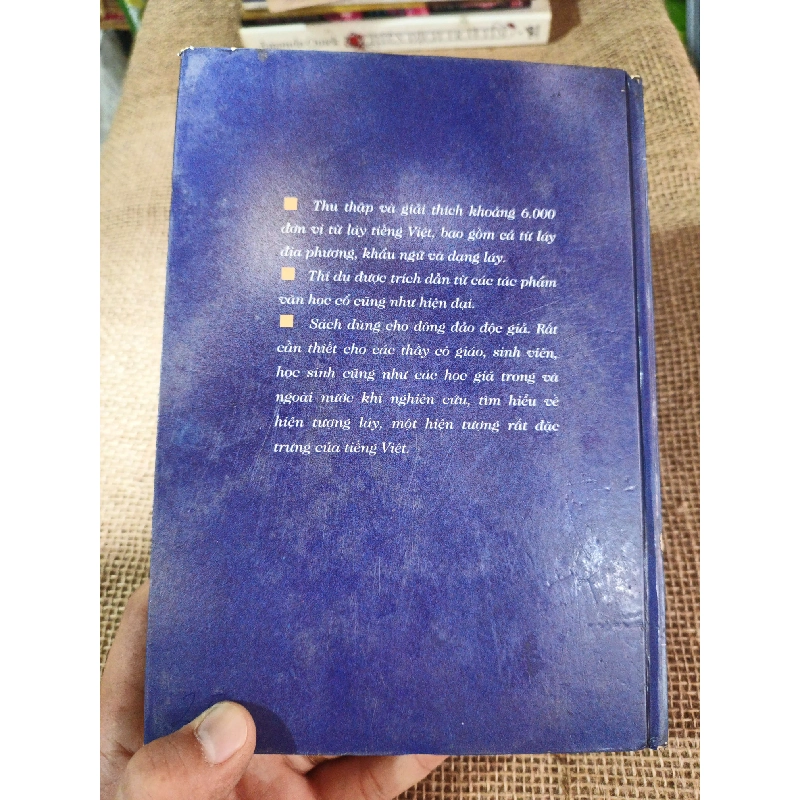 Thu thập và giải thích khoảng 6.000
đơn vị từ láy tiếng Việt, bao gồm cả từ láy
địa phương, khẩu ngữ và dạng láy.
Thí dụ được trích dẫn từ các tác phẩm
văn học cổ cũng như hiện đại.
Sách dùng cho đông đảo độc giả. Rất
cần thiết cho các thầy cô giáo, sinh viên,
học sinh cũng như các học giả trong và
ngoài nước khi nghiên cứu, tìm hiểu về
hiện tượng láy, một hiện tượng rất đặc
trưng của tiếng Việt.